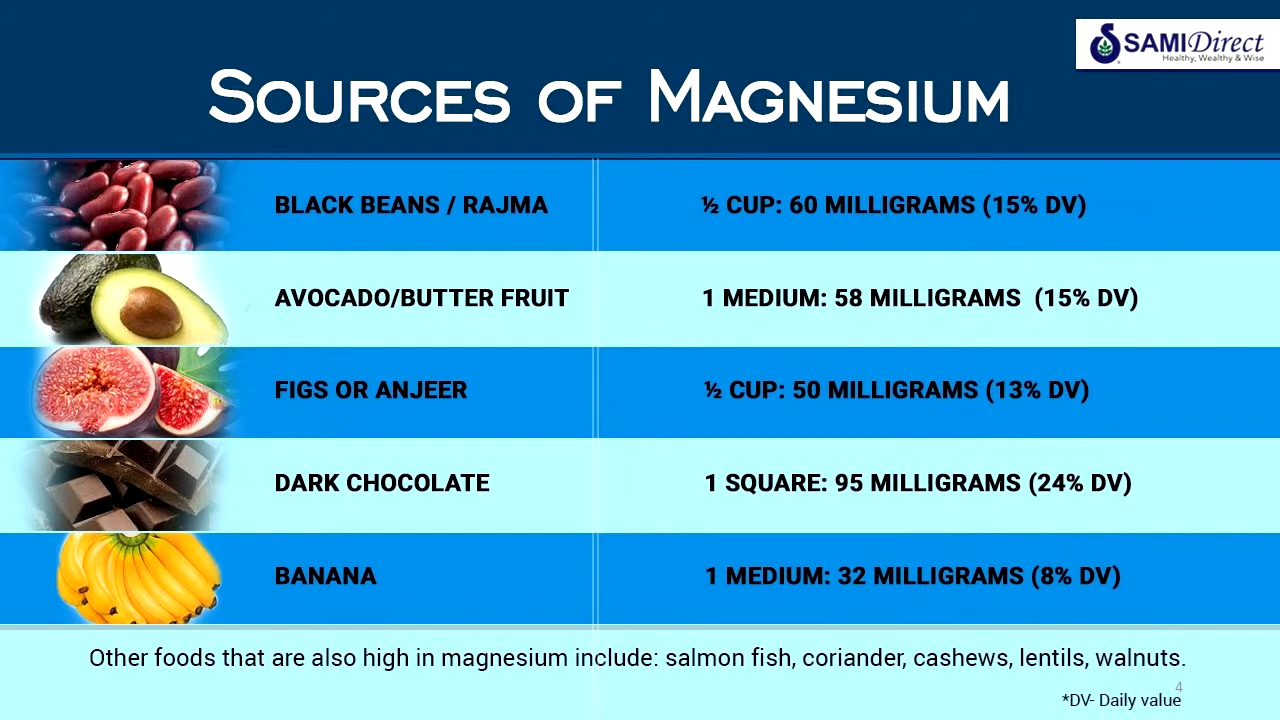 SAMIDirect
Healthy, Wealthy & Wise
SOURCES OF MAGNESIUM
BLACK BEANS / RAJMA ½ CUP: 60 MILLIGRAMS (15% DV)
AVOCADO/BUTTER FRUIT 1 MEDIUM: 58 MILLIGRAMS (15% DV)
FIGS OR ANJEER ½ CUP: 50 MILLIGRAMS (13% DV)
DARK CHOCOLATE 1 SQUARE: 95 MILLIGRAMS (24% DV)
BANANA 1 MEDIUM: 32 MILLIGRAMS (8% DV)
Other foods that are also high in magnesium include: salmon fish, coriander, cashews, lentils, walnuts.
4
*DV- Daily value